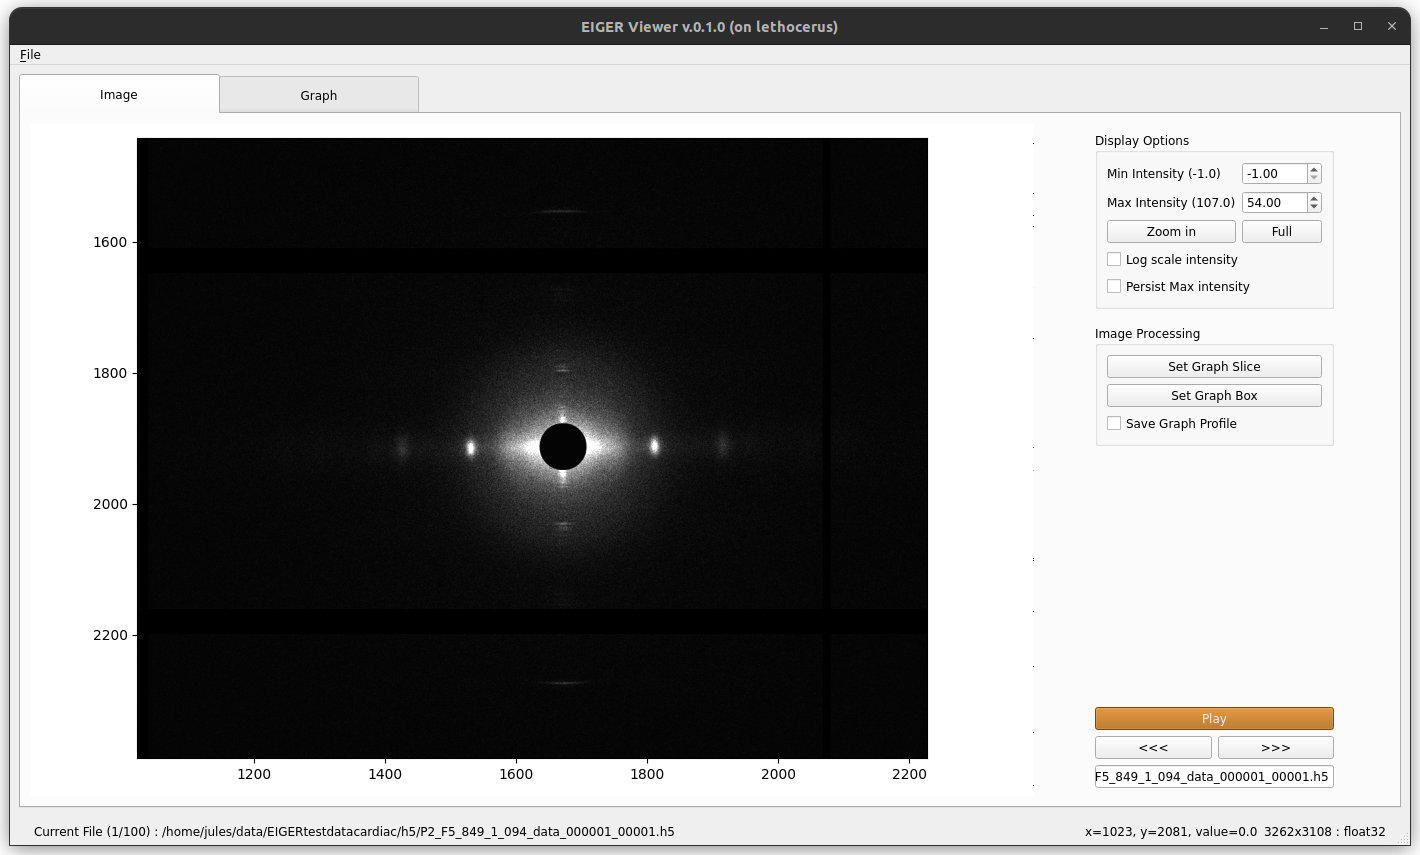 EIGER Viewer v.0.1.0 (on lethocerus)
File
Image
Graph
Display Options
Min Intensity (-1.0)
-1.00
Max Intensity (107.0)
54.00
Zoom in
Full
Log scale intensity
Persist Max intensity
Image Processing
Set Graph Slice
Set Graph Box
Save Graph Profile
1600
1800
2000
2200
1200
1400
1600
1800
2000
2200
Play
<<<
>>>
F5_849_1_094_data_000001_00001.h5
Current File (1/100) : /home/jules/data/EIGERtestdatacardiac/h5/P2_F5_849_1_094_data_000001_00001.h5
x=1023, y=2081, value=0.0 3262x3108 : float32